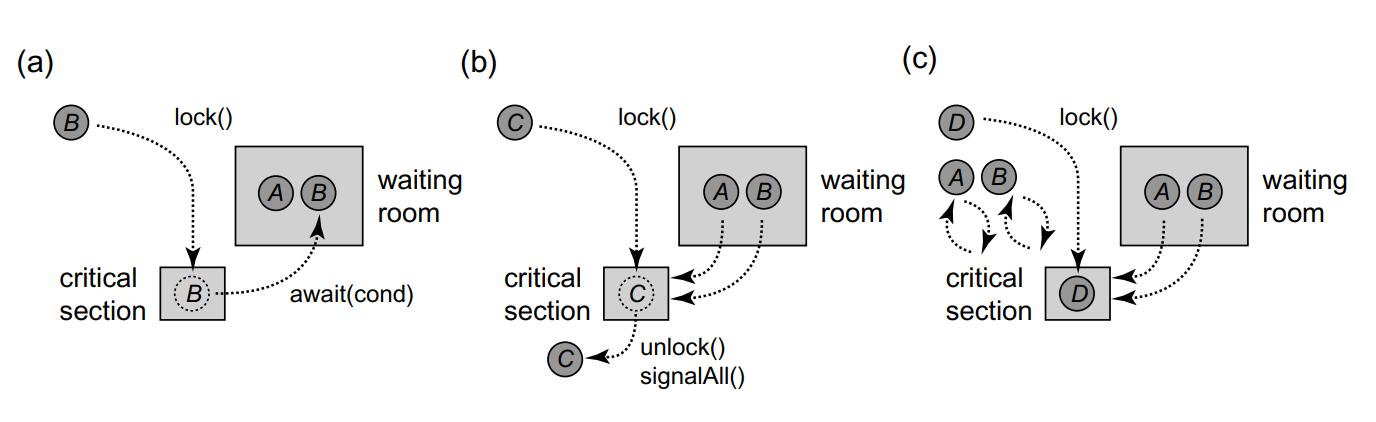 (a)
B
lock()
A B
waiting
room
critical
section
B
await(cond)
(b)
C
lock()
A B
waiting
room
critical
section
C
C
unlock()
signalAll()
(c)
D
lock()
A B
A B
waiting
room
critical
section
D